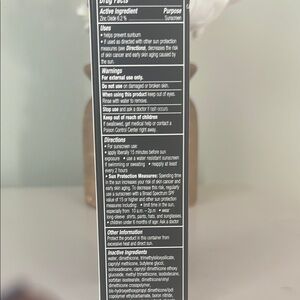 Drug Facts
Active Ingredient Purpose
Zinc Oxide 6.2 % Sunscreen
Uses
• helps prevent sunburn
• if used as directed with other sun protection
measures (see Directions), decreases the risk
of skin cancer and early skin aging caused by
the sun.
Warnings
For external use only.
Do not use on damaged or broken skin.
When using this product keep out of eyes.
Rinse with water to remove.
Stop use and ask a doctor if rash occurs
Keep out of reach of children
If swallowed, get medical help or contact a
Poison Control Center right away.
Directions
• For sunscreen use:
• apply liberally 15 minutes before sun
exposure • use a water resistant sunscreen
if swimming or sweating • reapply at least
every 2 hours
• Sun Protection Measures: Spending time
in the sun increases your risk of skin cancer and
early skin aging. To decrease this risk, regularly
use a sunscreen with a Broad Spectrum SPF
value of 15 or higher and other sun protection
measures including: • limit time in the sun,
especially from 10 a.m. - 2 p.m. • wear
long-sleeve shirts, pants, hats, and sunglasses.
• children under 6 months of age: Ask a doctor
Other Information
Protect the product in this container from
excessive heat and direct sun.
Inactive Ingredients
water, dimethicone, trimethylsiloxysilicate,
caprylyl methicone, butylene glycol,
isohexadecane,
dimethicone